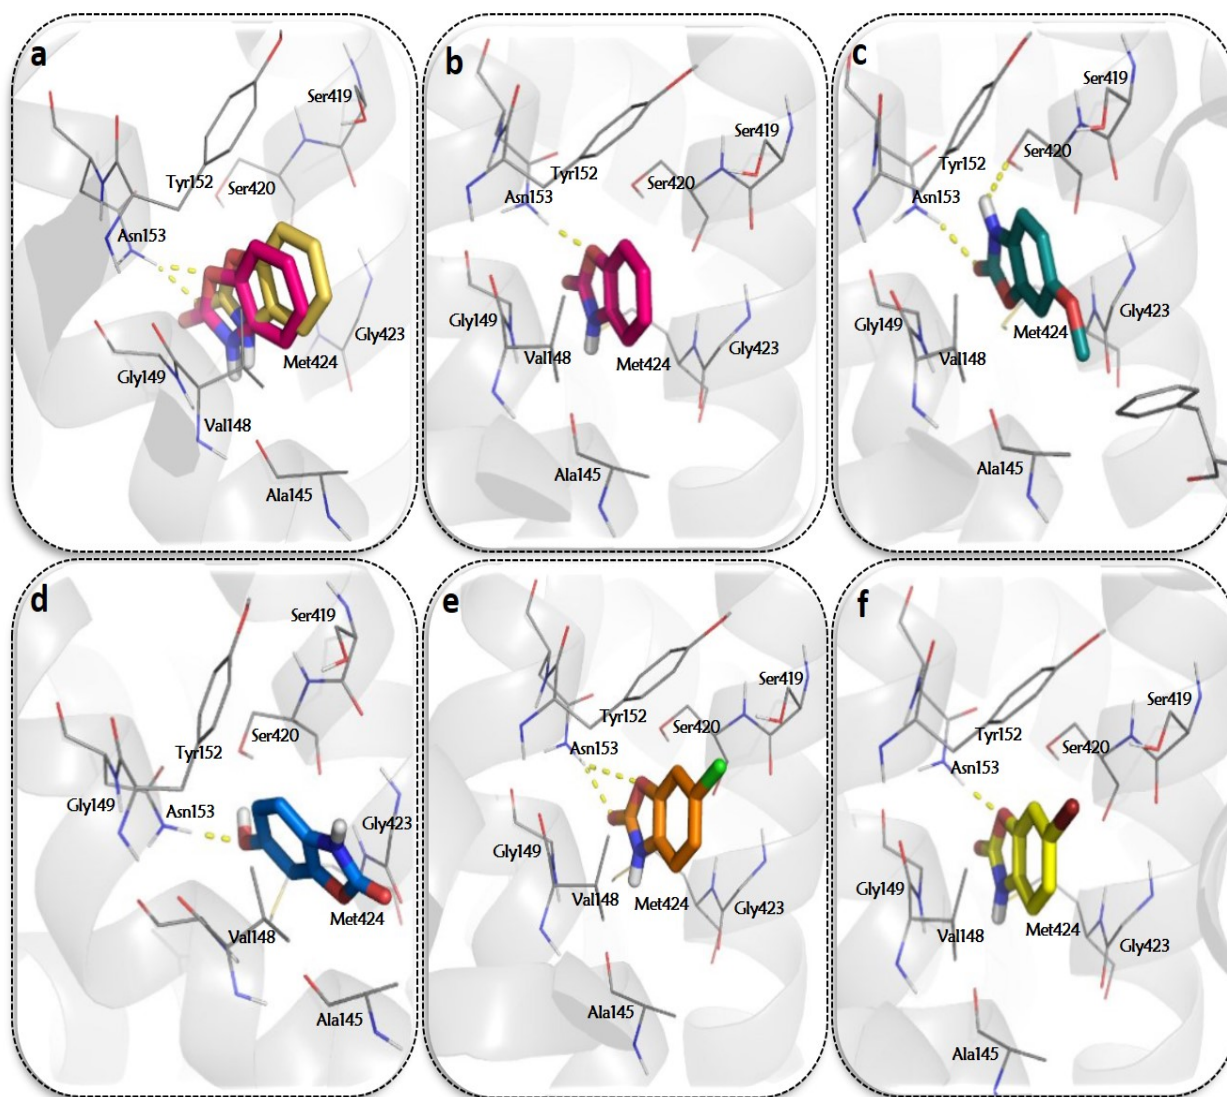 a
Ser419
Tyr152
Ser420
Asn153
Gly423
Met424
Gly149
Val148
Ala145
b
Ser419
Tyr152
Ser420
Asn153
Gly149
Val148
Met424
Gly423
Ala145
c
Ser419
Ser420
Tyr152
Asn153
Gly423
Gly149
Met424
Val148
Ala145
d
Ser419
Ser420
Tyr152
Gly149
Asn153
Gly423
Met424
Val148
Ala145
e
Ser419
Tyr152
Ser420
Asn153
Gly149
Val148
Met424
Gly423
Ala145
f
Ser419
Tyr152
Ser420
Asn153
Gly149
Val148
Met424
Gly423
Ala145